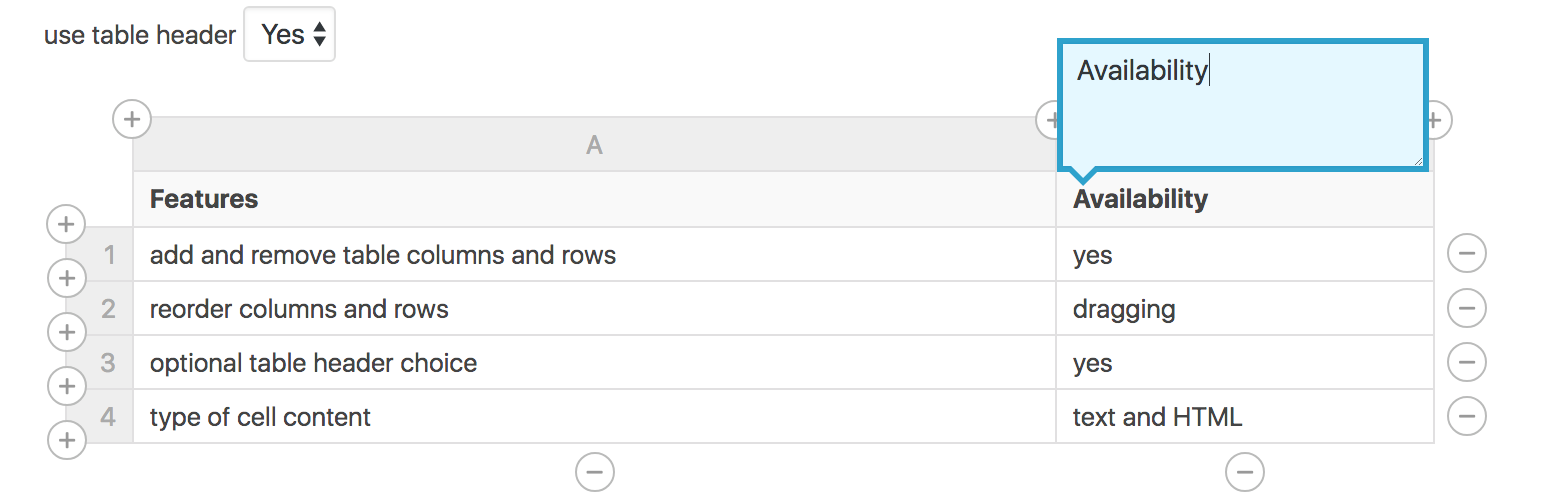 use table header Yes
Availability
A
Features Availability
1 add and remove table columns and rows yes
2 reorder columns and rows dragging
3 optional table header choice yes
4 type of cell content text and HTML